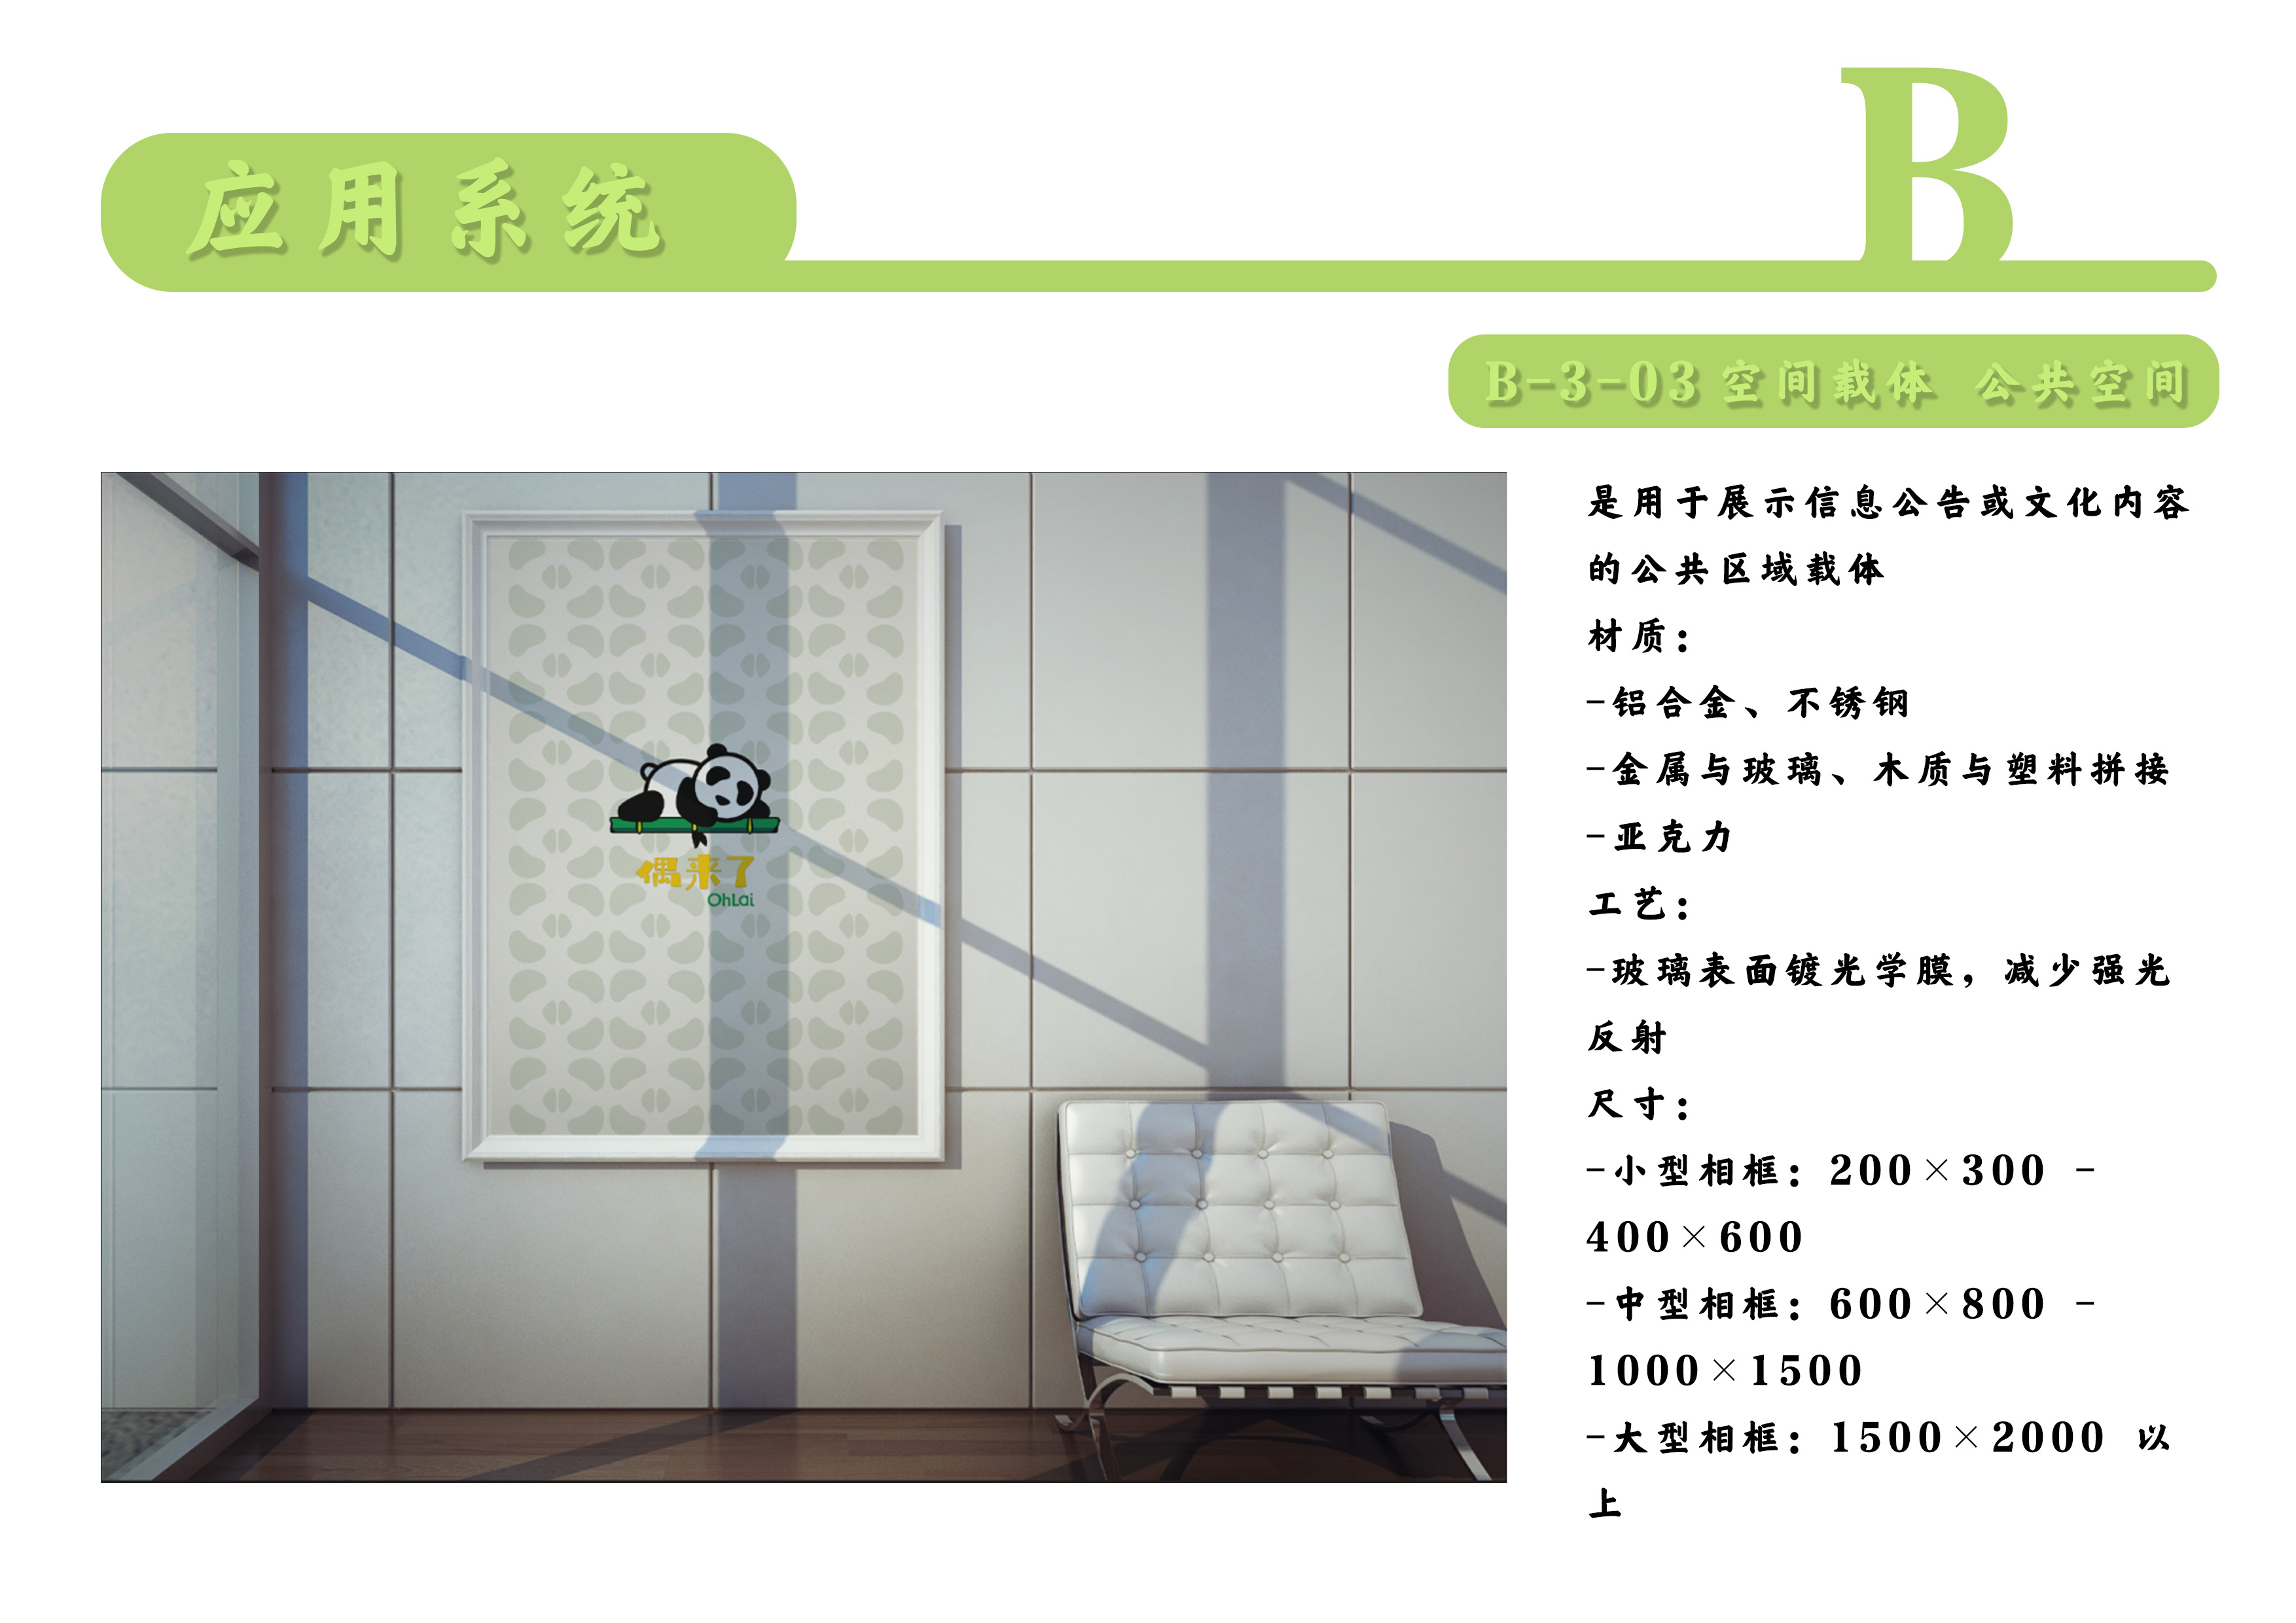 应用系统
B
B-3-03 空间载体 公共空间
是用于展示信息公告或文化内容
的公共区域载体
材质：
-铝合金、不锈钢
-金属与玻璃、木质与塑料拼接
-亚克力
工艺：
-玻璃表面镀光学膜，减少强光
反射
尺寸：
-小型相框：200×300 -
400×600
-中型相框：600×800 -
1000×1500
-大型相框：1500×2000 以
上
偶来了
OhLai